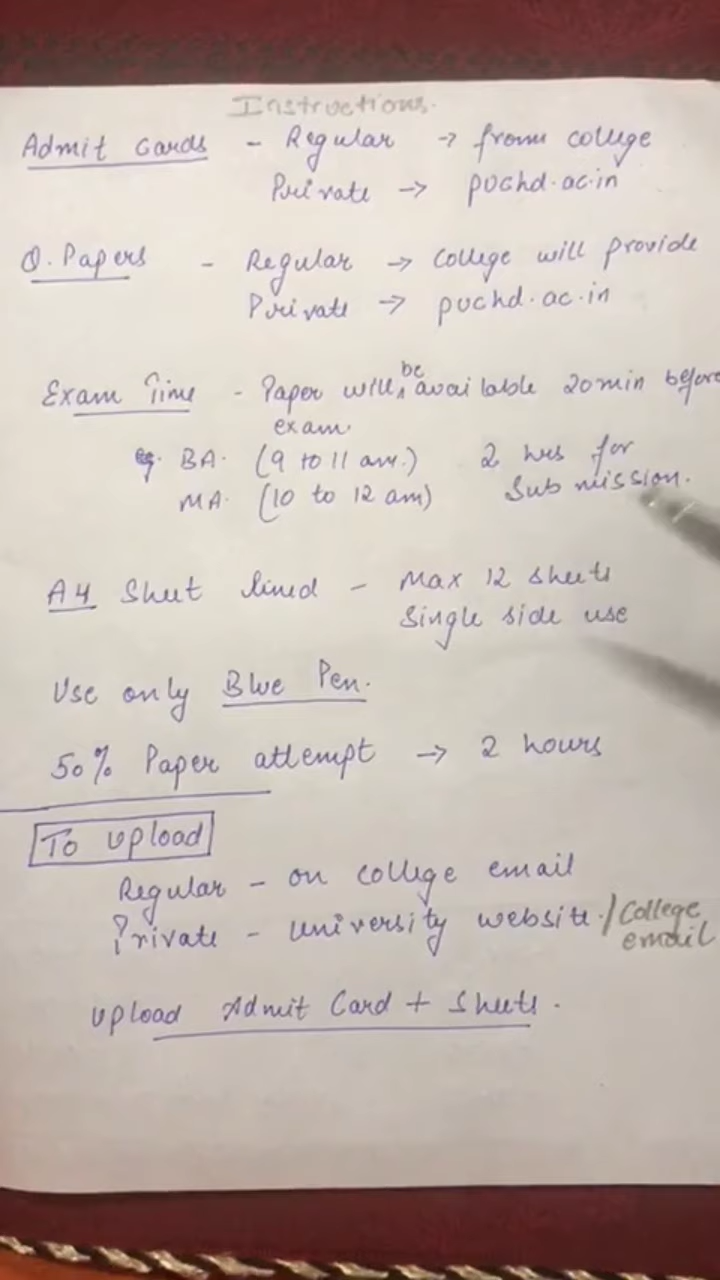 Instructions.
Admit Cards - Regular → from college
Private → puchd.ac.in
Q. Papers - Regular → College will provide
Private → puchd.ac.in
Exam Time - Paper will be available 20 min before
exam.
eg. BA. (9 to 11 am.) 2 hrs for
MA. (10 to 12 am) Submission.
A4 Sheet lined - Max 12 sheets
Single side use
Use only Blue Pen.
50% Paper attempt → 2 hours
To upload
Regular - on college email
Private - university website./College
email
upload Admit Card + Sheets.